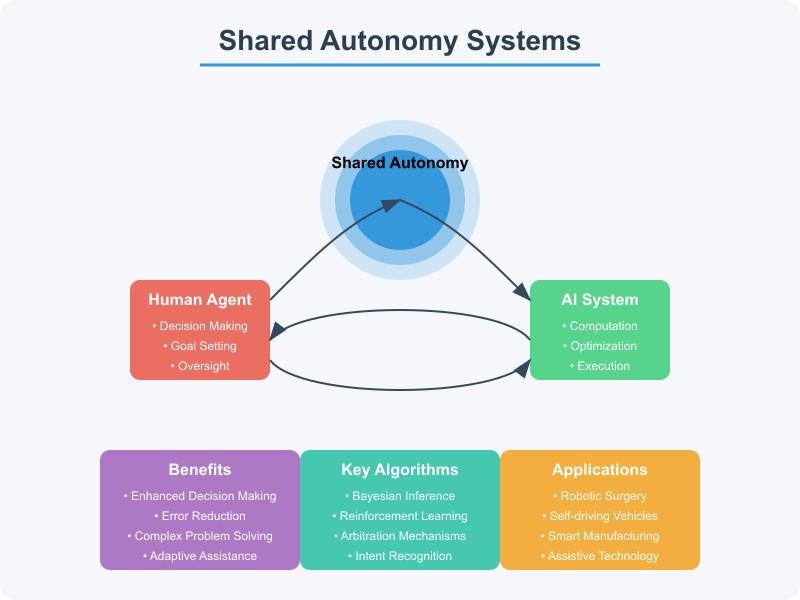 Shared Autonomy Systems
Shared Autonomy
Human Agent
• Decision Making
• Goal Setting
• Oversight
AI System
• Computation
• Optimization
• Execution
Benefits
• Enhanced Decision Making
• Error Reduction
• Complex Problem Solving
• Adaptive Assistance
Key Algorithms
• Bayesian Inference
• Reinforcement Learning
• Arbitration Mechanisms
• Intent Recognition
Applications
• Robotic Surgery
• Self-driving Vehicles
• Smart Manufacturing
• Assistive Technology